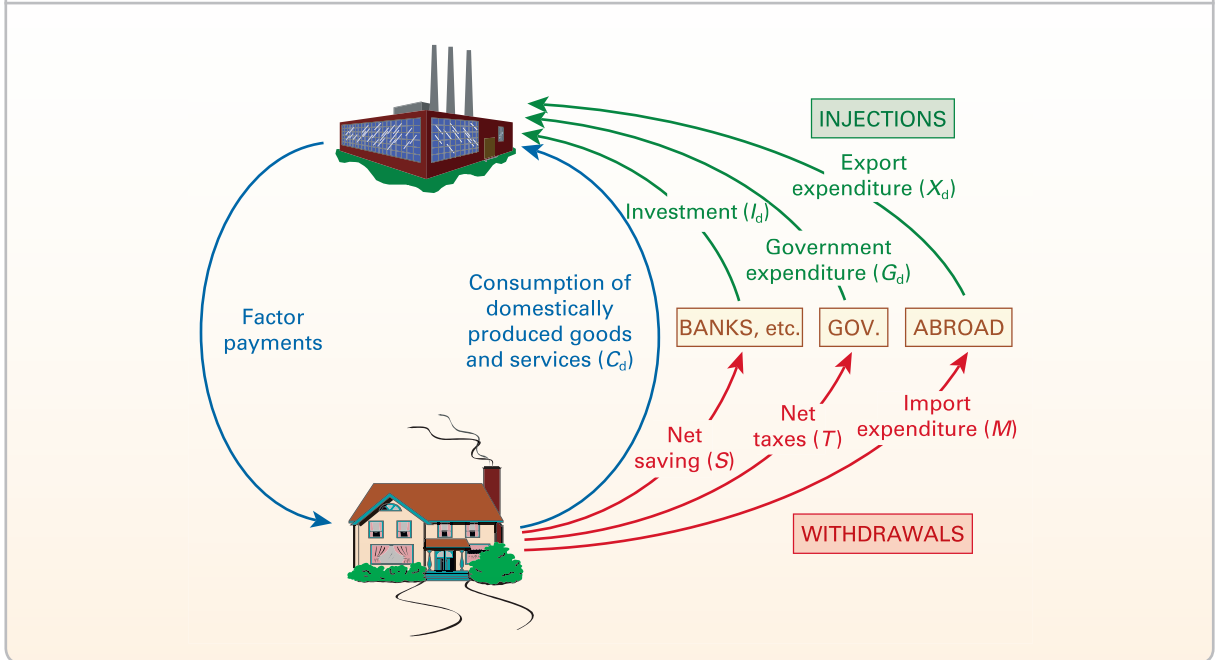 INJECTIONS
Export
expenditure (Xd)
Investment (Id)
Government
expenditure (Gd)
Consumption of
domestically
produced goods
and services (Cd)
Factor
payments
BANKS, etc.
GOV.
ABROAD
Import
expenditure (M)
Net
taxes (T)
Net
saving (S)
WITHDRAWALS